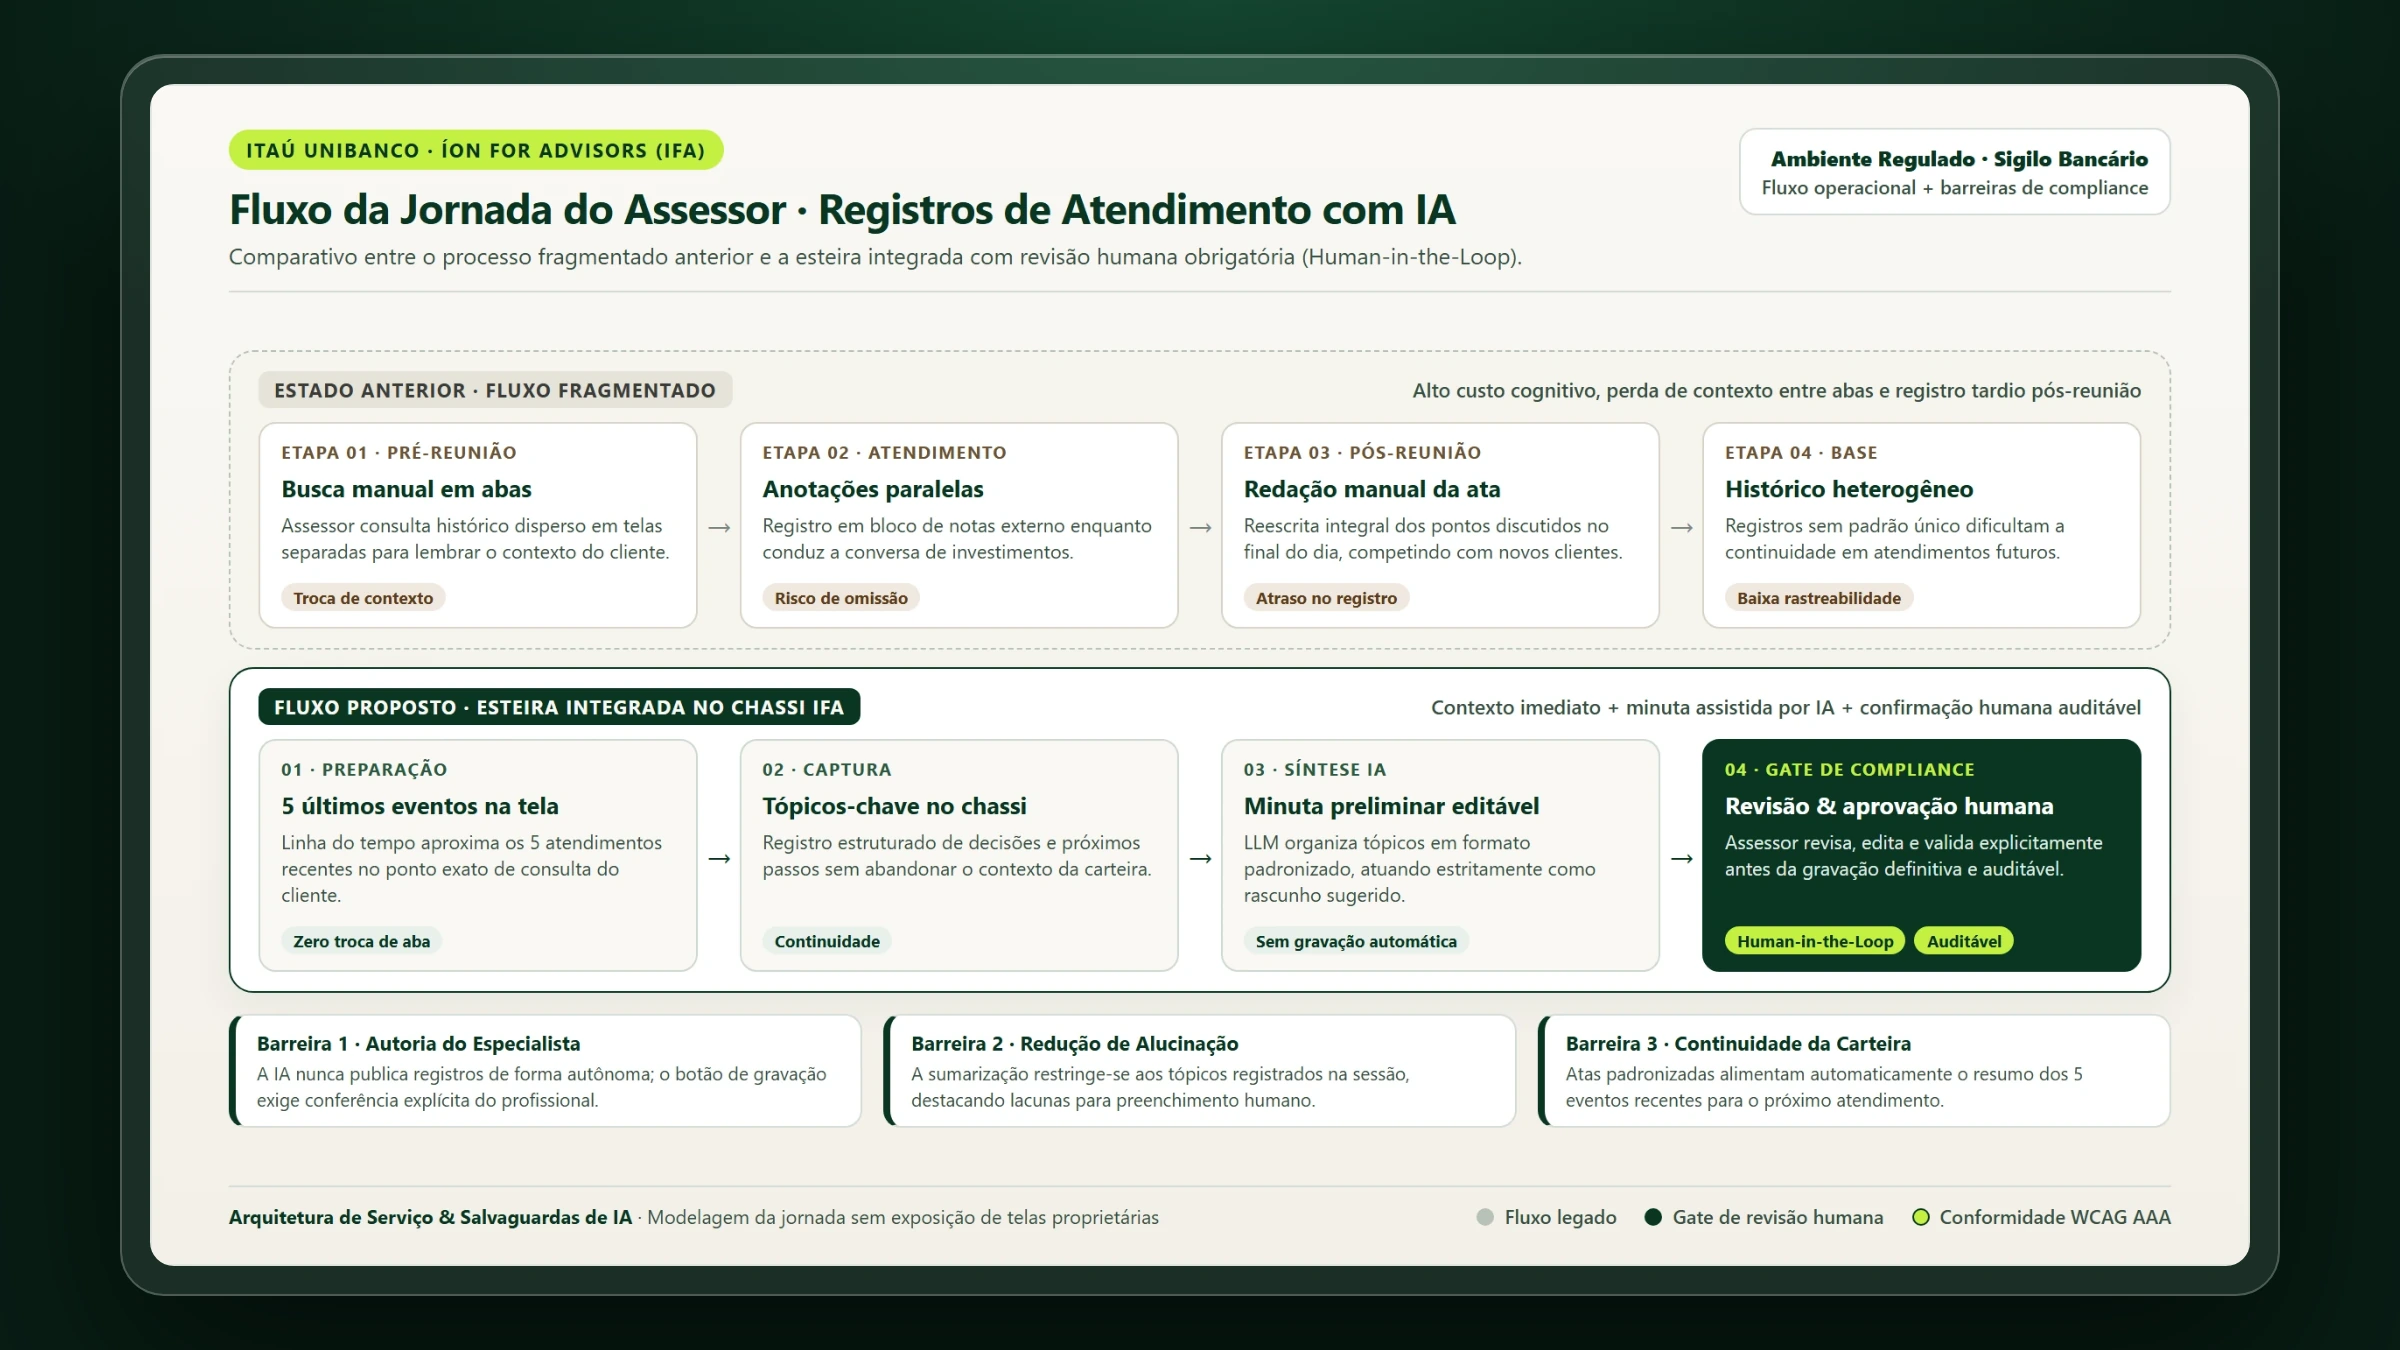 ITAÚ UNIBANCO · ÍON FOR ADVISORS (IFA)
Fluxo da Jornada do Assessor · Registros de Atendimento com IA
Comparativo entre o processo fragmentado anterior e a esteira integrada com revisão humana obrigatória (Human-in-the-Loop).
Ambiente Regulado · Sigilo Bancário
Fluxo operacional + barreiras de compliance
ESTADO ANTERIOR · FLUXO FRAGMENTADO
Alto custo cognitivo, perda de contexto entre abas e registro tardio pós-reunião
ETAPA 01 · PRÉ-REUNIÃO
Busca manual em abas
Assessor consulta histórico disperso em telas
separadas para lembrar o contexto do cliente.
Troca de contexto
→
ETAPA 02 · ATENDIMENTO
Anotações paralelas
Registro em bloco de notas externo enquanto
conduz a conversa de investimentos.
Risco de omissão
→
ETAPA 03 · PÓS-REUNIÃO
Redação manual da ata
Reescrita integral dos pontos discutidos no
final do dia, competindo com novos clientes.
Atraso no registro
→
ETAPA 04 · BASE
Histórico heterogêneo
Registros sem padrão único dificultam a
continuidade em atendimentos futuros.
Baixa rastreabilidade
FLUXO PROPOSTO · ESTEIRA INTEGRADA NO CHASSI IFA
Contexto imediato + minuta assistida por IA + confirmação humana auditável
01 · PREPARAÇÃO
5 últimos eventos na tela
Linha do tempo aproxima os 5 atendimentos
recentes no ponto exato de consulta do
cliente.
Zero troca de aba
→
02 · CAPTURA
Tópicos-chave no chassi
Registro estruturado de decisões e próximos
passos sem abandonar o contexto da carteira.
Continuidade
→
03 · SÍNTESE IA
Minuta preliminar editável
LLM organiza tópicos em formato
padronizado, atuando estritamente como
rascunho sugerido.
Sem gravação automática
→
04 · GATE DE COMPLIANCE
Revisão & aprovação humana
Assessor revisa, edita e valida explicitamente
antes da gravação definitiva e auditável.
Human-in-the-Loop
Auditável
Barreira 1 · Autoria do Especialista
A IA nunca publica registros de forma autônoma; o botão de gravação
exige conferência explícita do profissional.
Barreira 2 · Redução de Alucinação
A sumarização restringe-se aos tópicos registrados na sessão,
destacando lacunas para preenchimento humano.
Barreira 3 · Continuidade da Carteira
Atas padronizadas alimentam automaticamente o resumo dos 5
eventos recentes para o próximo atendimento.
Arquitetura de Serviço & Salvaguardas de IA · Modelagem da jornada sem exposição de telas proprietárias
Fluxo legado
Gate de revisão humana
Conformidade WCAG AAA